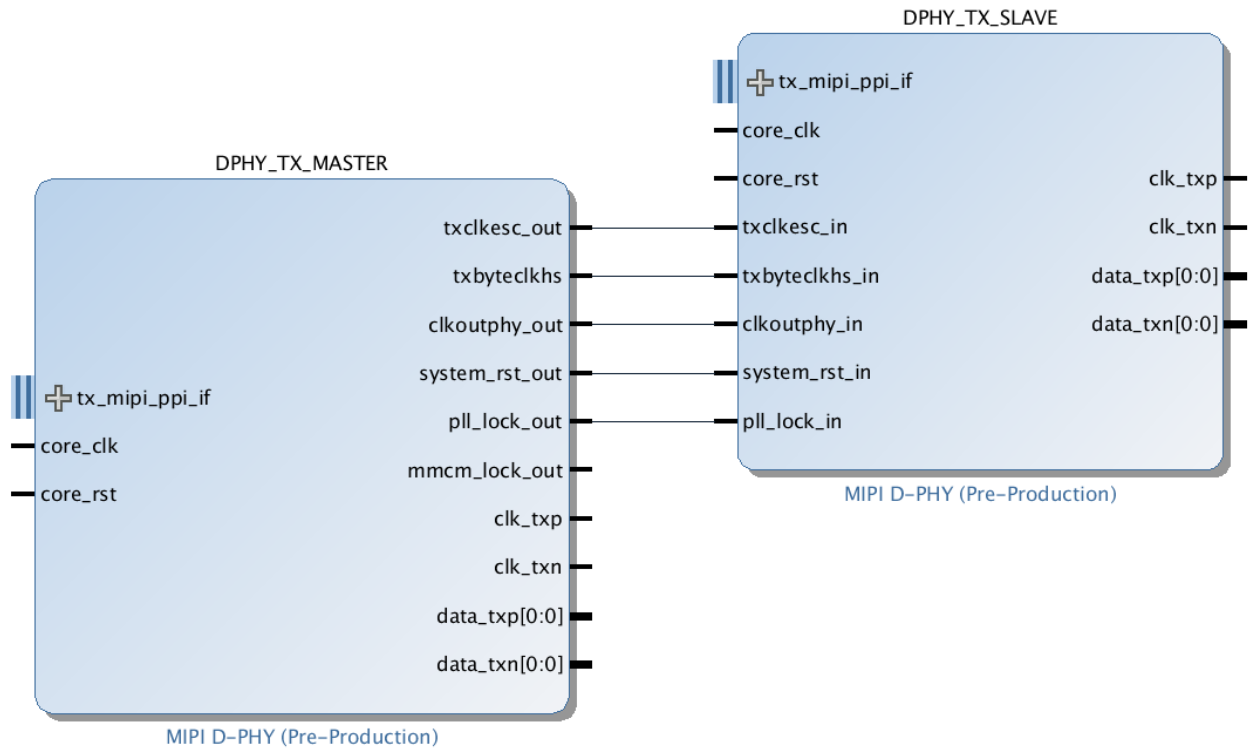 DPHY_TX_MASTER
tx_mipi_ppi_if
core_clk
core_rst
txclkesc_out
txbyteclkhs
clkoutphy_out
system_rst_out
pll_lock_out
mmcm_lock_out
clk_txp
clk_txn
data_txp[0:0]
data_txn[0:0]
MIPI D-PHY (Pre-Production)
DPHY_TX_SLAVE
tx_mipi_ppi_if
core_clk
core_rst
txclkesc_in
txbyteclkhs_in
clkoutphy_in
system_rst_in
pll_lock_in
clk_txp
clk_txn
data_txp[0:0]
data_txn[0:0]
MIPI D-PHY (Pre-Production)